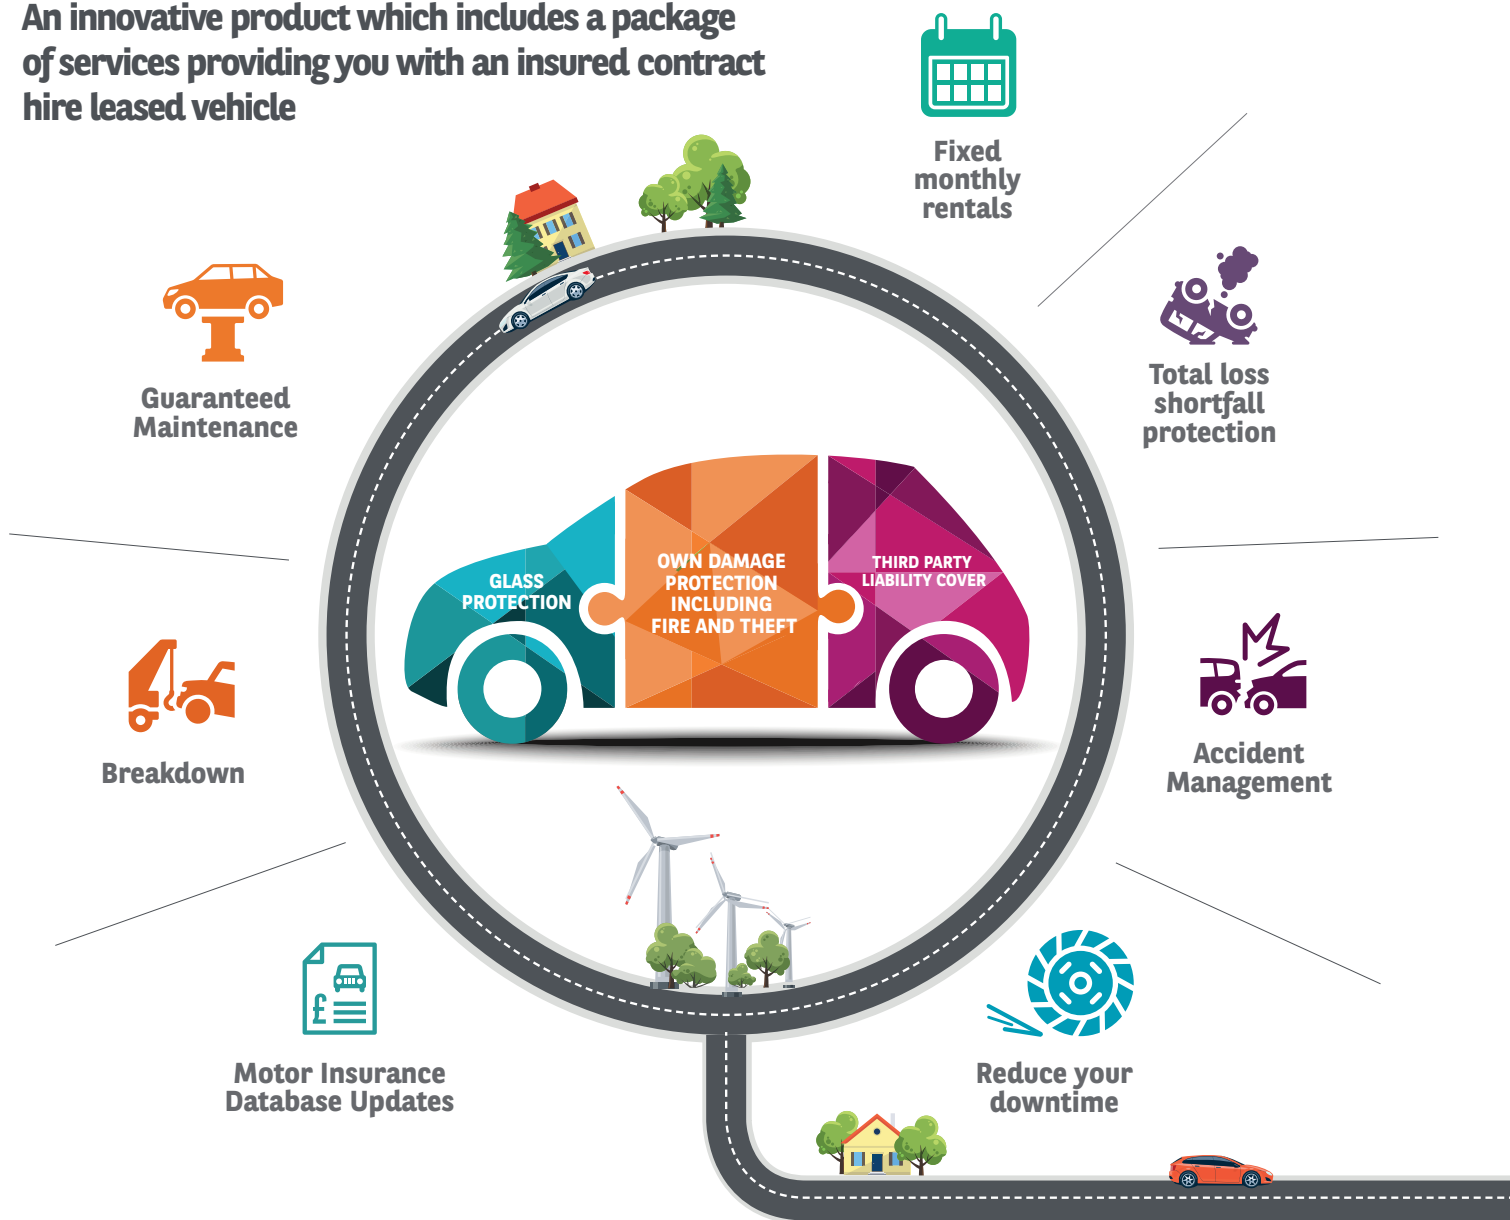 An innovative product which includes a package
of services providing you with an insured contract
hire leased vehicle
Fixed
monthly
rentals
Guaranteed
Maintenance
Total loss
shortfall
protection
GLASS
PROTECTION
OWN DAMAGE
PROTECTION
INCLUDING
FIRE AND THEFT
THIRD PARTY
LIABILITY COVER
Breakdown
Accident
Management
£
Motor Insurance
Database Updates
Reduce your
downtime